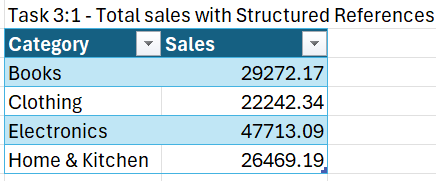 Task 3:1 - Total sales with Structured References
Category Sales
Books 29272.17
Clothing 22242.34
Electronics 47713.09
Home & Kitchen 26469.19